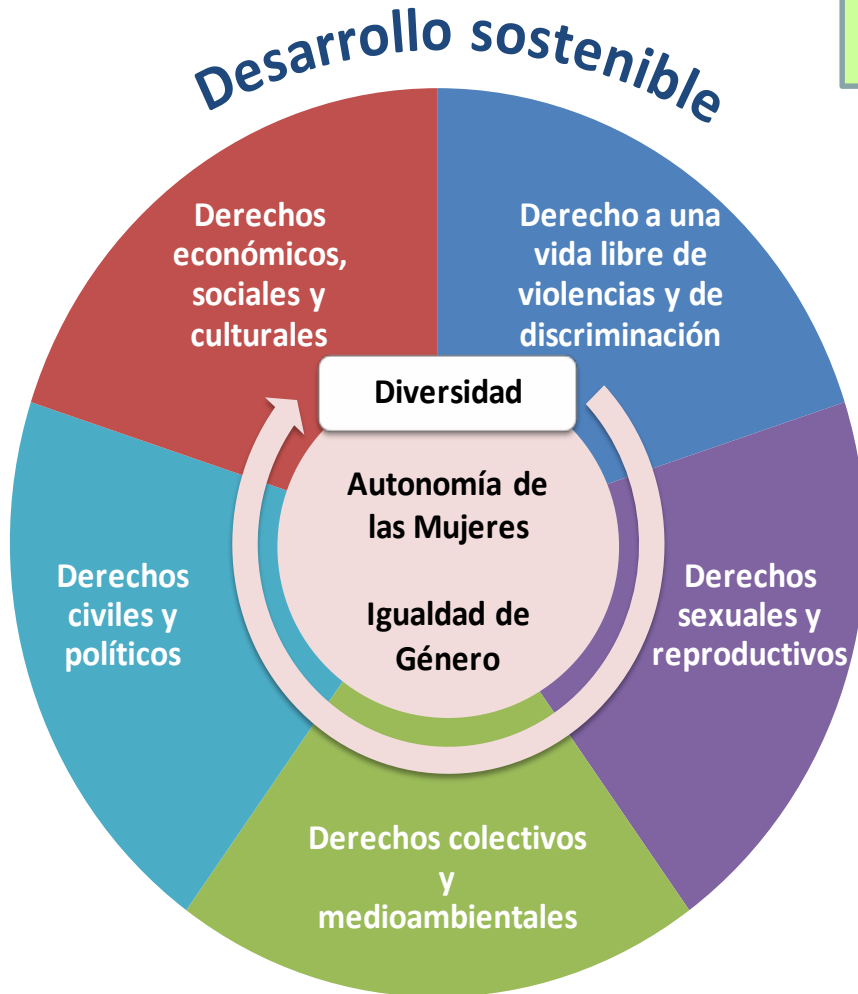 Desarrollo sostenible
Derechos
económicos,
sociales y
culturales
Derecho a una
vida libre de
violencias y de
discriminación
Diversidad
Autonomía de
las Mujeres
Igualdad de
Género
Derechos
civiles y
políticos
Derechos
sexuales y
reproductivos
Derechos colectivos
y
medioambientales